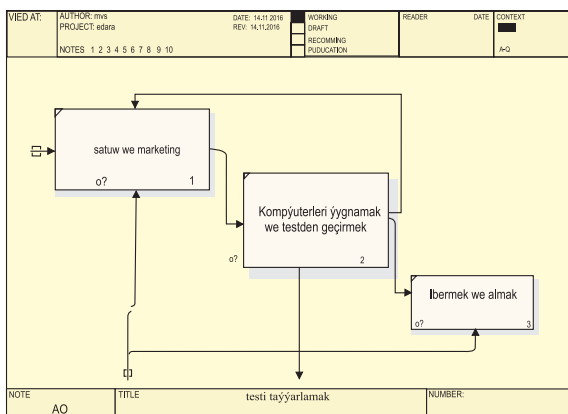 VIED AT:
AUTHOR: mvs
PROJECT: edara
NOTES 1 2 3 4 5 6 7 8 9 10
DATE: 14.11 2016
REV: 14,11,2016
WORKING
DRAFT
RECOMMING
PUDUCATION
READER DATE
CONTEXT
A-Q
satuw we marketing
o? 1
Kompýuterleri ýygnamak
we testden geçirmek
o? 2
Ibermek we almak
o? 3
NOTE
AO
TITLE
testi taýýarlamak
NUMBER: